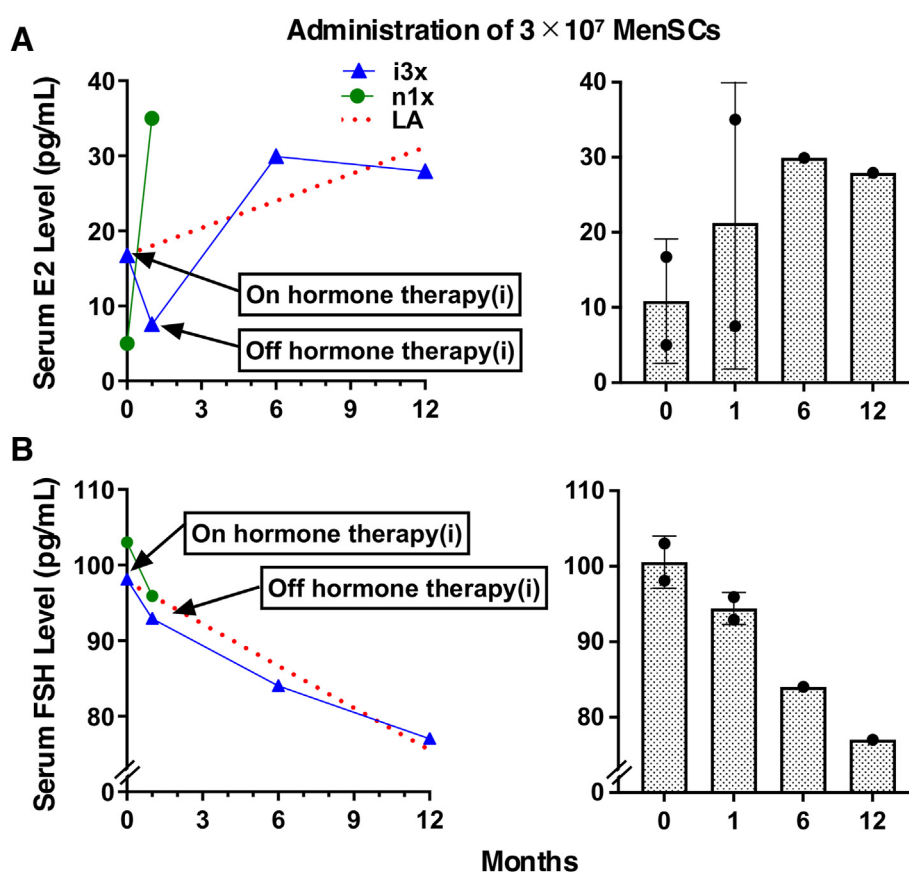 A
Administration of 3 × 10⁷ MenSCs
i3x
n1x
LA
Serum E2 Level (pg/mL)
40
30
20
10
0
On hormone therapy(i)
Off hormone therapy(i)
0 3 6 9 12
40
30
20
10
0
0 1 6 12
B
Serum FSH Level (pg/mL)
110
100
90
80
0
On hormone therapy(i)
Off hormone therapy(i)
0 3 6 9 12
110
100
90
80
0
0 1 6 12
Months